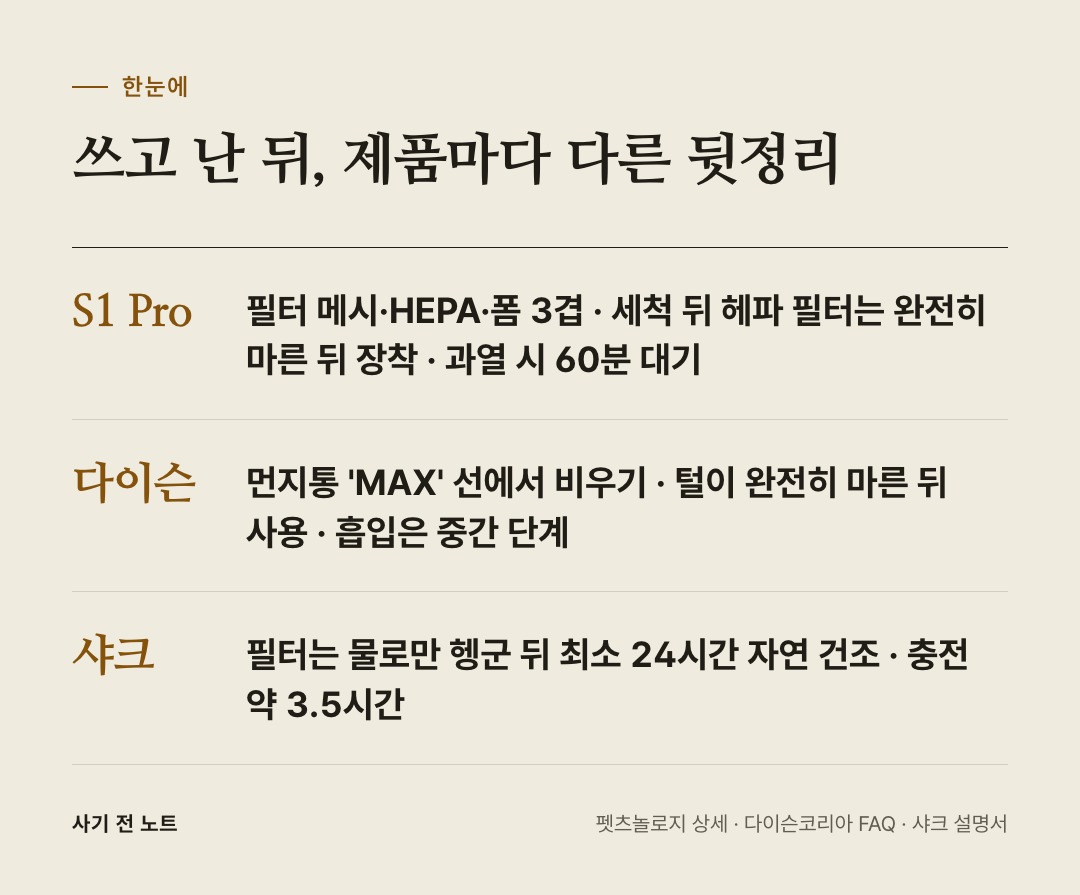 한눈에
쓰고 난 뒤, 제품마다 다른 뒷정리
S1 Pro
필터 메시·HEPA·폼 3겹 · 세척 뒤 헤파 필터는 완전히
마른 뒤 장착 · 과열 시 60분 대기
다이슨
먼지통 'MAX' 선에서 비우기 · 털이 완전히 마른 뒤
사용 · 흡입은 중간 단계
샤크
필터는 물로만 헹군 뒤 최소 24시간 자연 건조 · 충전
약 3.5시간
사기 전 노트
펫츠놀로지 상세 · 다이슨코리아 FAQ · 샤크 설명서